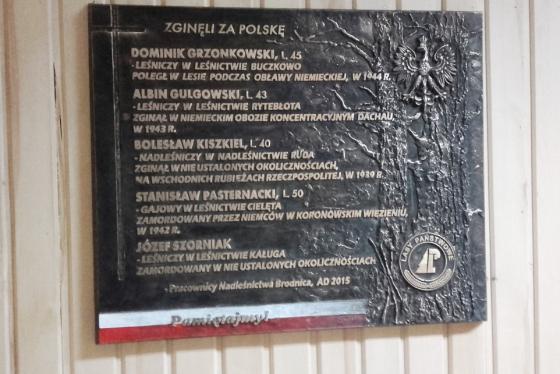 ZGINĘLI ZA POLSKĘ
DOMINIK GRZONKOWSKI, L. 45
- LEŚNICZY W LEŚNICTWIE BUCZKOWO
POLEGŁ W LESIE PODCZAS OBŁAWY NIEMIECKIEJ, W 1944 R.
ALBIN GULGOWSKI, L. 43
- LEŚNICZY W LEŚNICTWIE RYTEBŁOTA
ZGINĄŁ W NIEMIECKIM OBOZIE KONCENTRACYJNYM DACHAU,
W 1943 R.
BOLESŁAW KISZKIEL, L. 40
- NADLEŚNICZY W NADLEŚNICTWIE RUDA
ZGINĄŁ W NIE USTALONYCH OKOLICZNOŚCIACH,
NA WSCHODNICH RUBIEŻACH RZECZPOSPOLITEJ, W 1939 R.
STANISŁAW PASTERNACKI, L. 50
- GAJOWY W LEŚNICTWIE CIELĘTA
ZAMORDOWANY PRZEZ NIEMCÓW W KORONOWSKIM WIĘZIENIU,
W 1942 R.
JÓZEF SZORNIAK
- LEŚNICZY W LEŚNICTWIE KAŁUGA
ZAMORDOWANY W NIE USTALONYCH OKOLICZNOŚCIACH
- Pracownicy Nadleśnictwa Brodnica, AD 2015
Pamiętajmy!
LASY PAŃSTWOWE